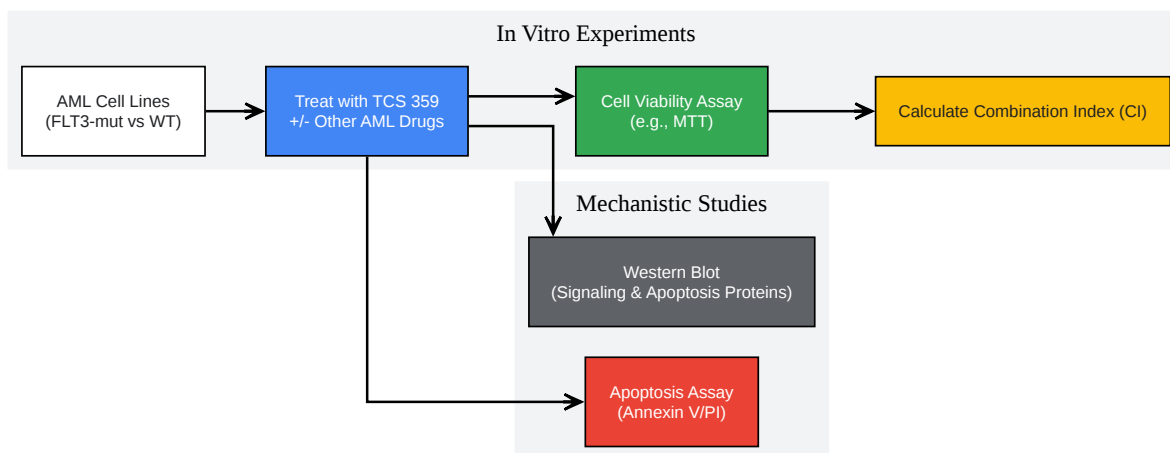 In Vitro Experiments
AML Cell Lines
(FLT3-mut vs WT)
Treat with TCS 359
+/- Other AML Drugs
Cell Viability Assay
(e.g., MTT)
Calculate Combination Index (CI)
Mechanistic Studies
Western Blot
(Signaling & Apoptosis Proteins)
Apoptosis Assay
(Annexin V/PI)